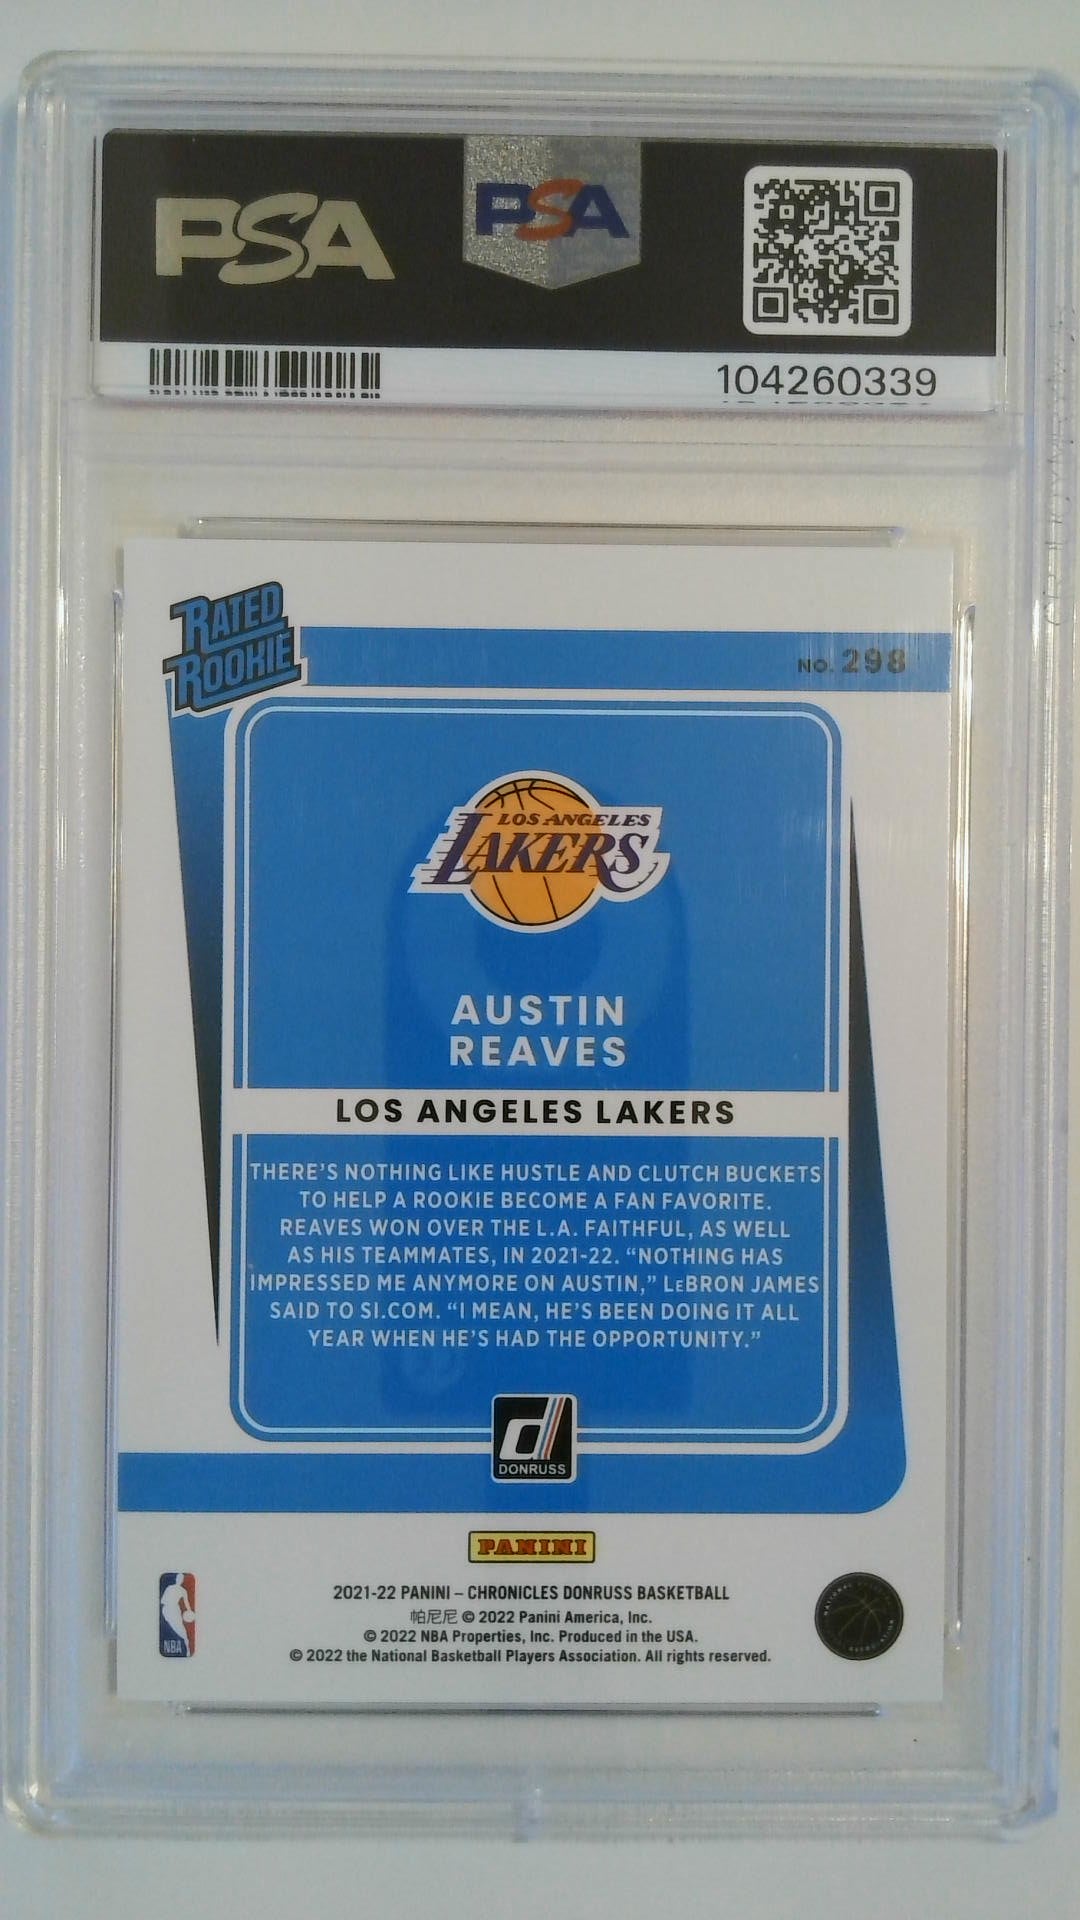 PSA
PSA
104260339
RATED
ROOKIE
NO. 298
LOS ANGELES
LAKERS
AUSTIN
REAVES
LOS ANGELES LAKERS
THERE'S NOTHING LIKE HUSTLE AND CLUTCH BUCKETS
TO HELP A ROOKIE BECOME A FAN FAVORITE.
REAVES WON OVER THE L.A. FAITHFUL, AS WELL
AS HIS TEAMMATES, IN 2021-22. “NOTHING HAS
IMPRESSED ME ANYMORE ON AUSTIN,” LeBRON JAMES
SAID TO SI.COM. “I MEAN, HE'S BEEN DOING IT ALL
YEAR WHEN HE'S HAD THE OPPORTUNITY.”
d
DONRUSS
PANINI
2021-22 PANINI – CHRONICLES DONRUSS BASKETBALL
帕尼尼 © 2022 Panini America, Inc.
© 2022 NBA Properties, Inc. Produced in the USA.
© 2022 the National Basketball Players Association. All rights reserved.
NBA